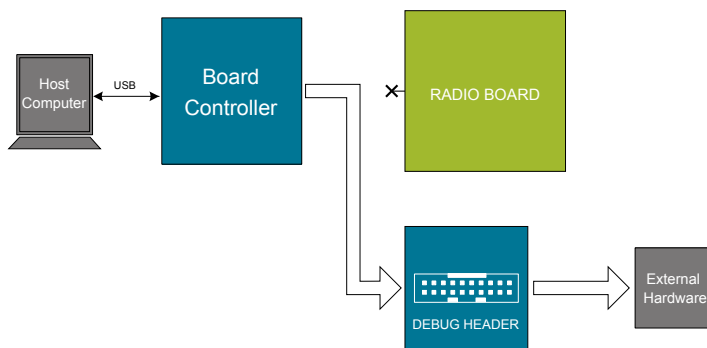 Host
Computer
USB
Board
Controller
RADIO BOARD
DEBUG HEADER
External
Hardware